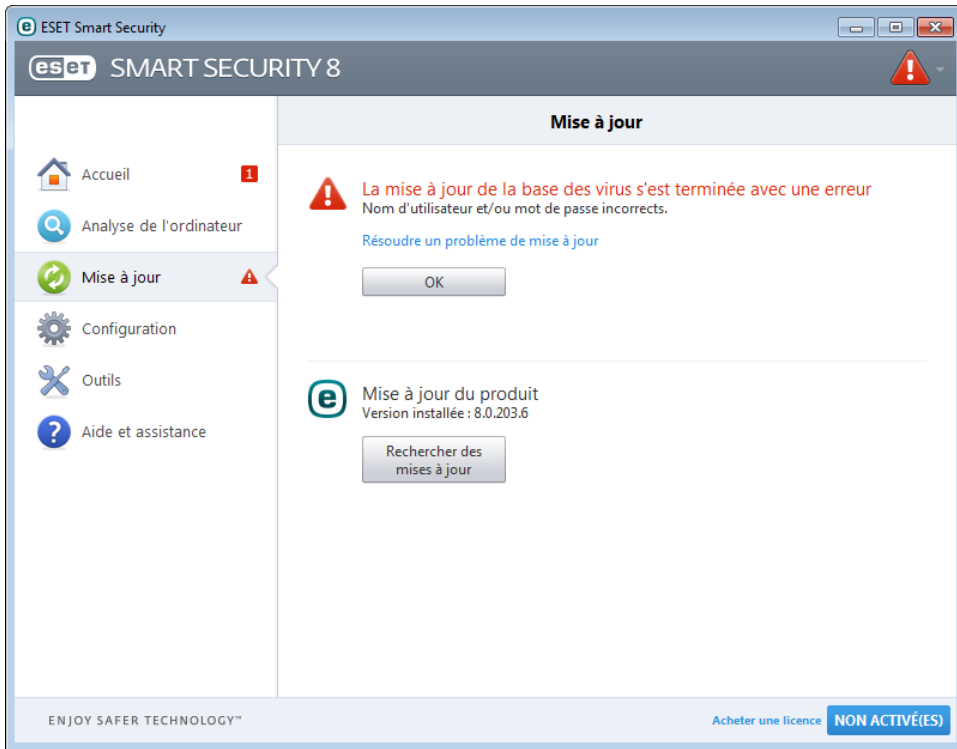 ESET Smart Security
eset SMART SECURITY 8
Mise à jour
Accueil 1
Analyse de l'ordinateur
Mise à jour
Configuration
Outils
Aide et assistance
La mise à jour de la base des virus s'est terminée avec une erreur
Nom d'utilisateur et/ou mot de passe incorrects.
Résoudre un problème de mise à jour
OK
Mise à jour du produit
Version installée : 8.0.203.6
Rechercher des
mises à jour
ENJOY SAFER TECHNOLOGY™
Acheter une licence NON ACTIVÉ(ES)